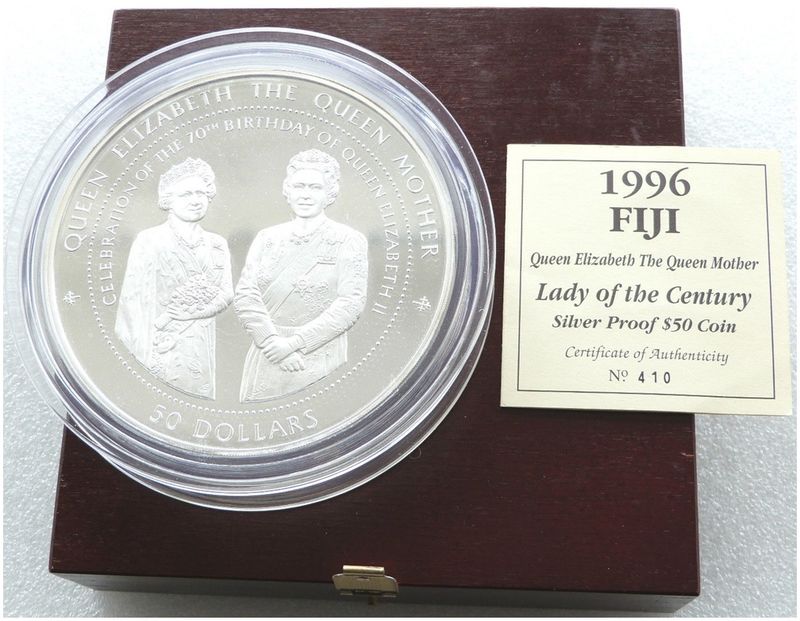 QUEEN ELIZABETH THE QUEEN MOTHER
CELEBRATION OF THE 70TH BIRTHDAY OF QUEEN ELIZABETH II
50 DOLLARS
1996
FIJI
Queen Elizabeth The Queen Mother
Lady of the Century
Silver Proof $50 Coin
Certificate of Authenticity
No 410